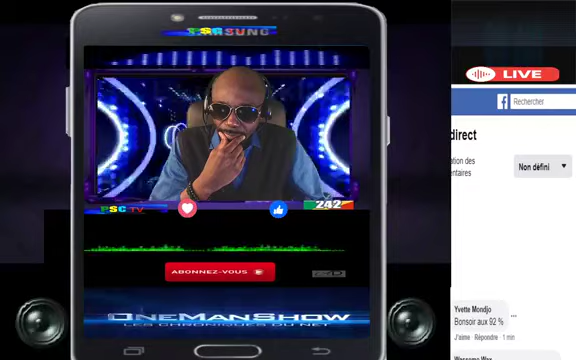 SAMSUNG
LIVE
Rechercher
direct
ation des
entaires
Non défini
PSC TV
242
ABONNEZ-VOUS
ONEMANSHOW
LES CHRONIQUES DU NET
Yvette Mondjo
Bonsoir aux 92 %
J'aime · Répondre · 1 min